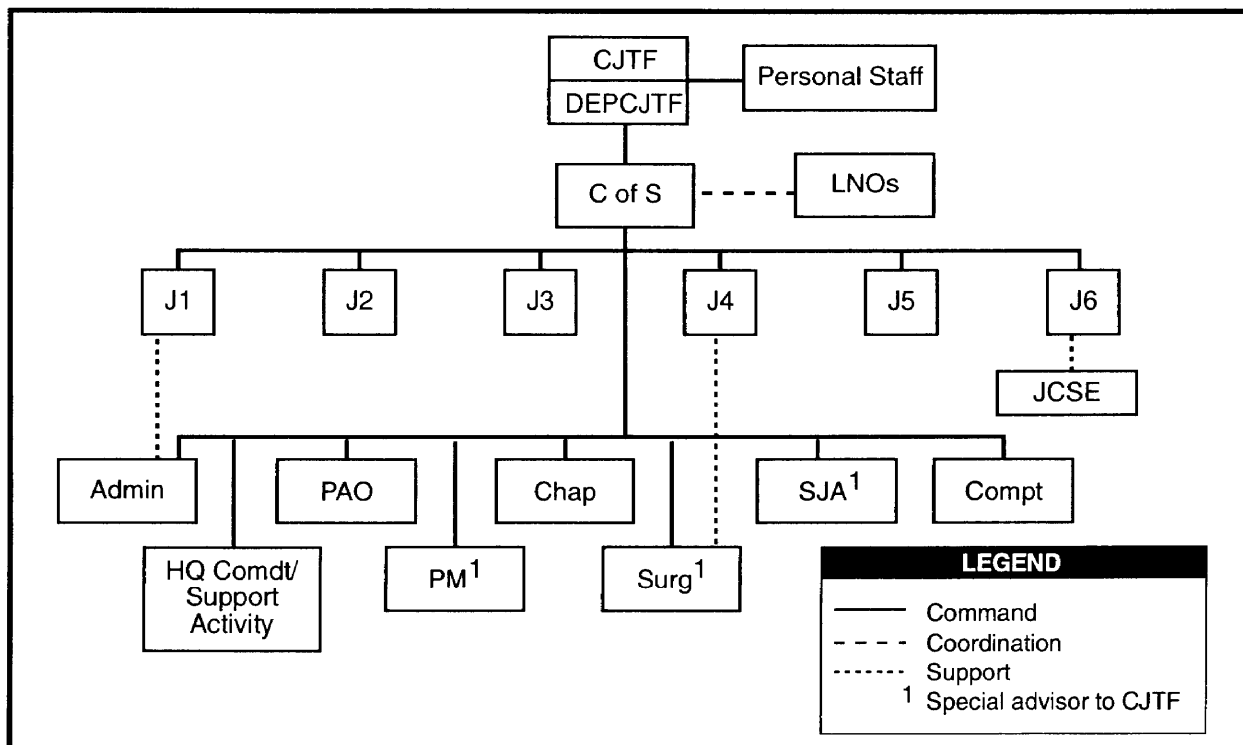 CJTF
DEPCJTF
Personal Staff
C of S
LNOs
J1
J2
J3
J4
J5
J6
JCSE
Admin
PAO
Chap
SJA¹
Compt
HQ Comdt/
Support
Activity
PM¹
Surg¹
LEGEND
Command
Coordination
Support
¹ Special advisor to CJTF